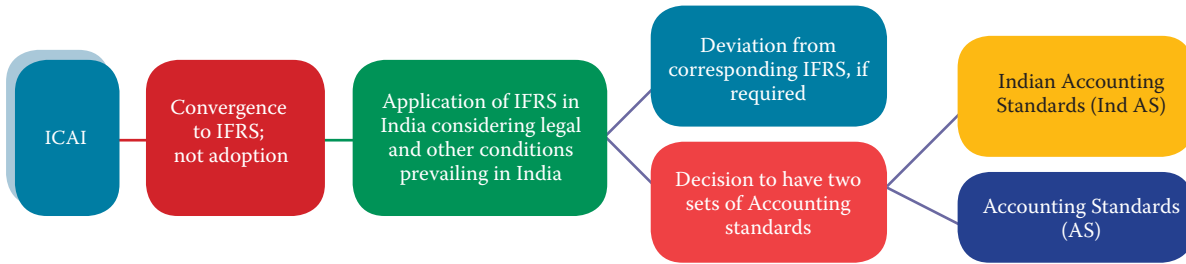 ICAI
Convergence
to IFRS;
not adoption
Application of IFRS in
India considering legal
and other conditions
prevailing in India
Deviation from
corresponding IFRS, if
required
Decision to have two
sets of Accounting
standards
Indian Accounting
Standards (Ind AS)
Accounting Standards
(AS)